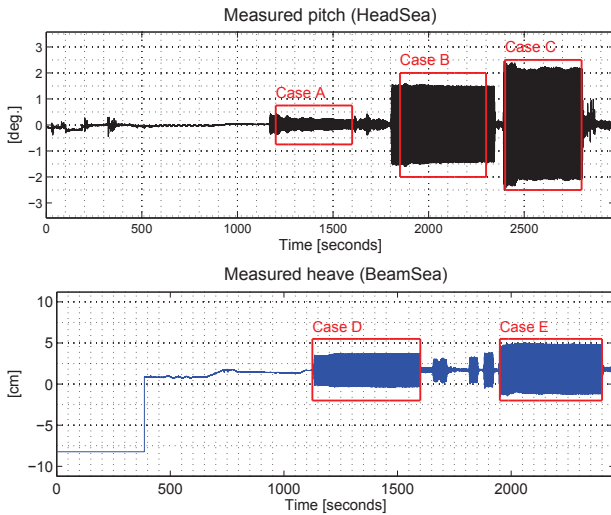 Measured pitch (HeadSea)
3
2
1
0
-1
-2
-3
[deg.]
Case A
Case B
Case C
0 500 1000 1500 2000 2500
Time [seconds]
Measured heave (BeamSea)
10
5
0
-5
-10
[cm]
Case D
Case E
0 500 1000 1500 2000
Time [seconds]